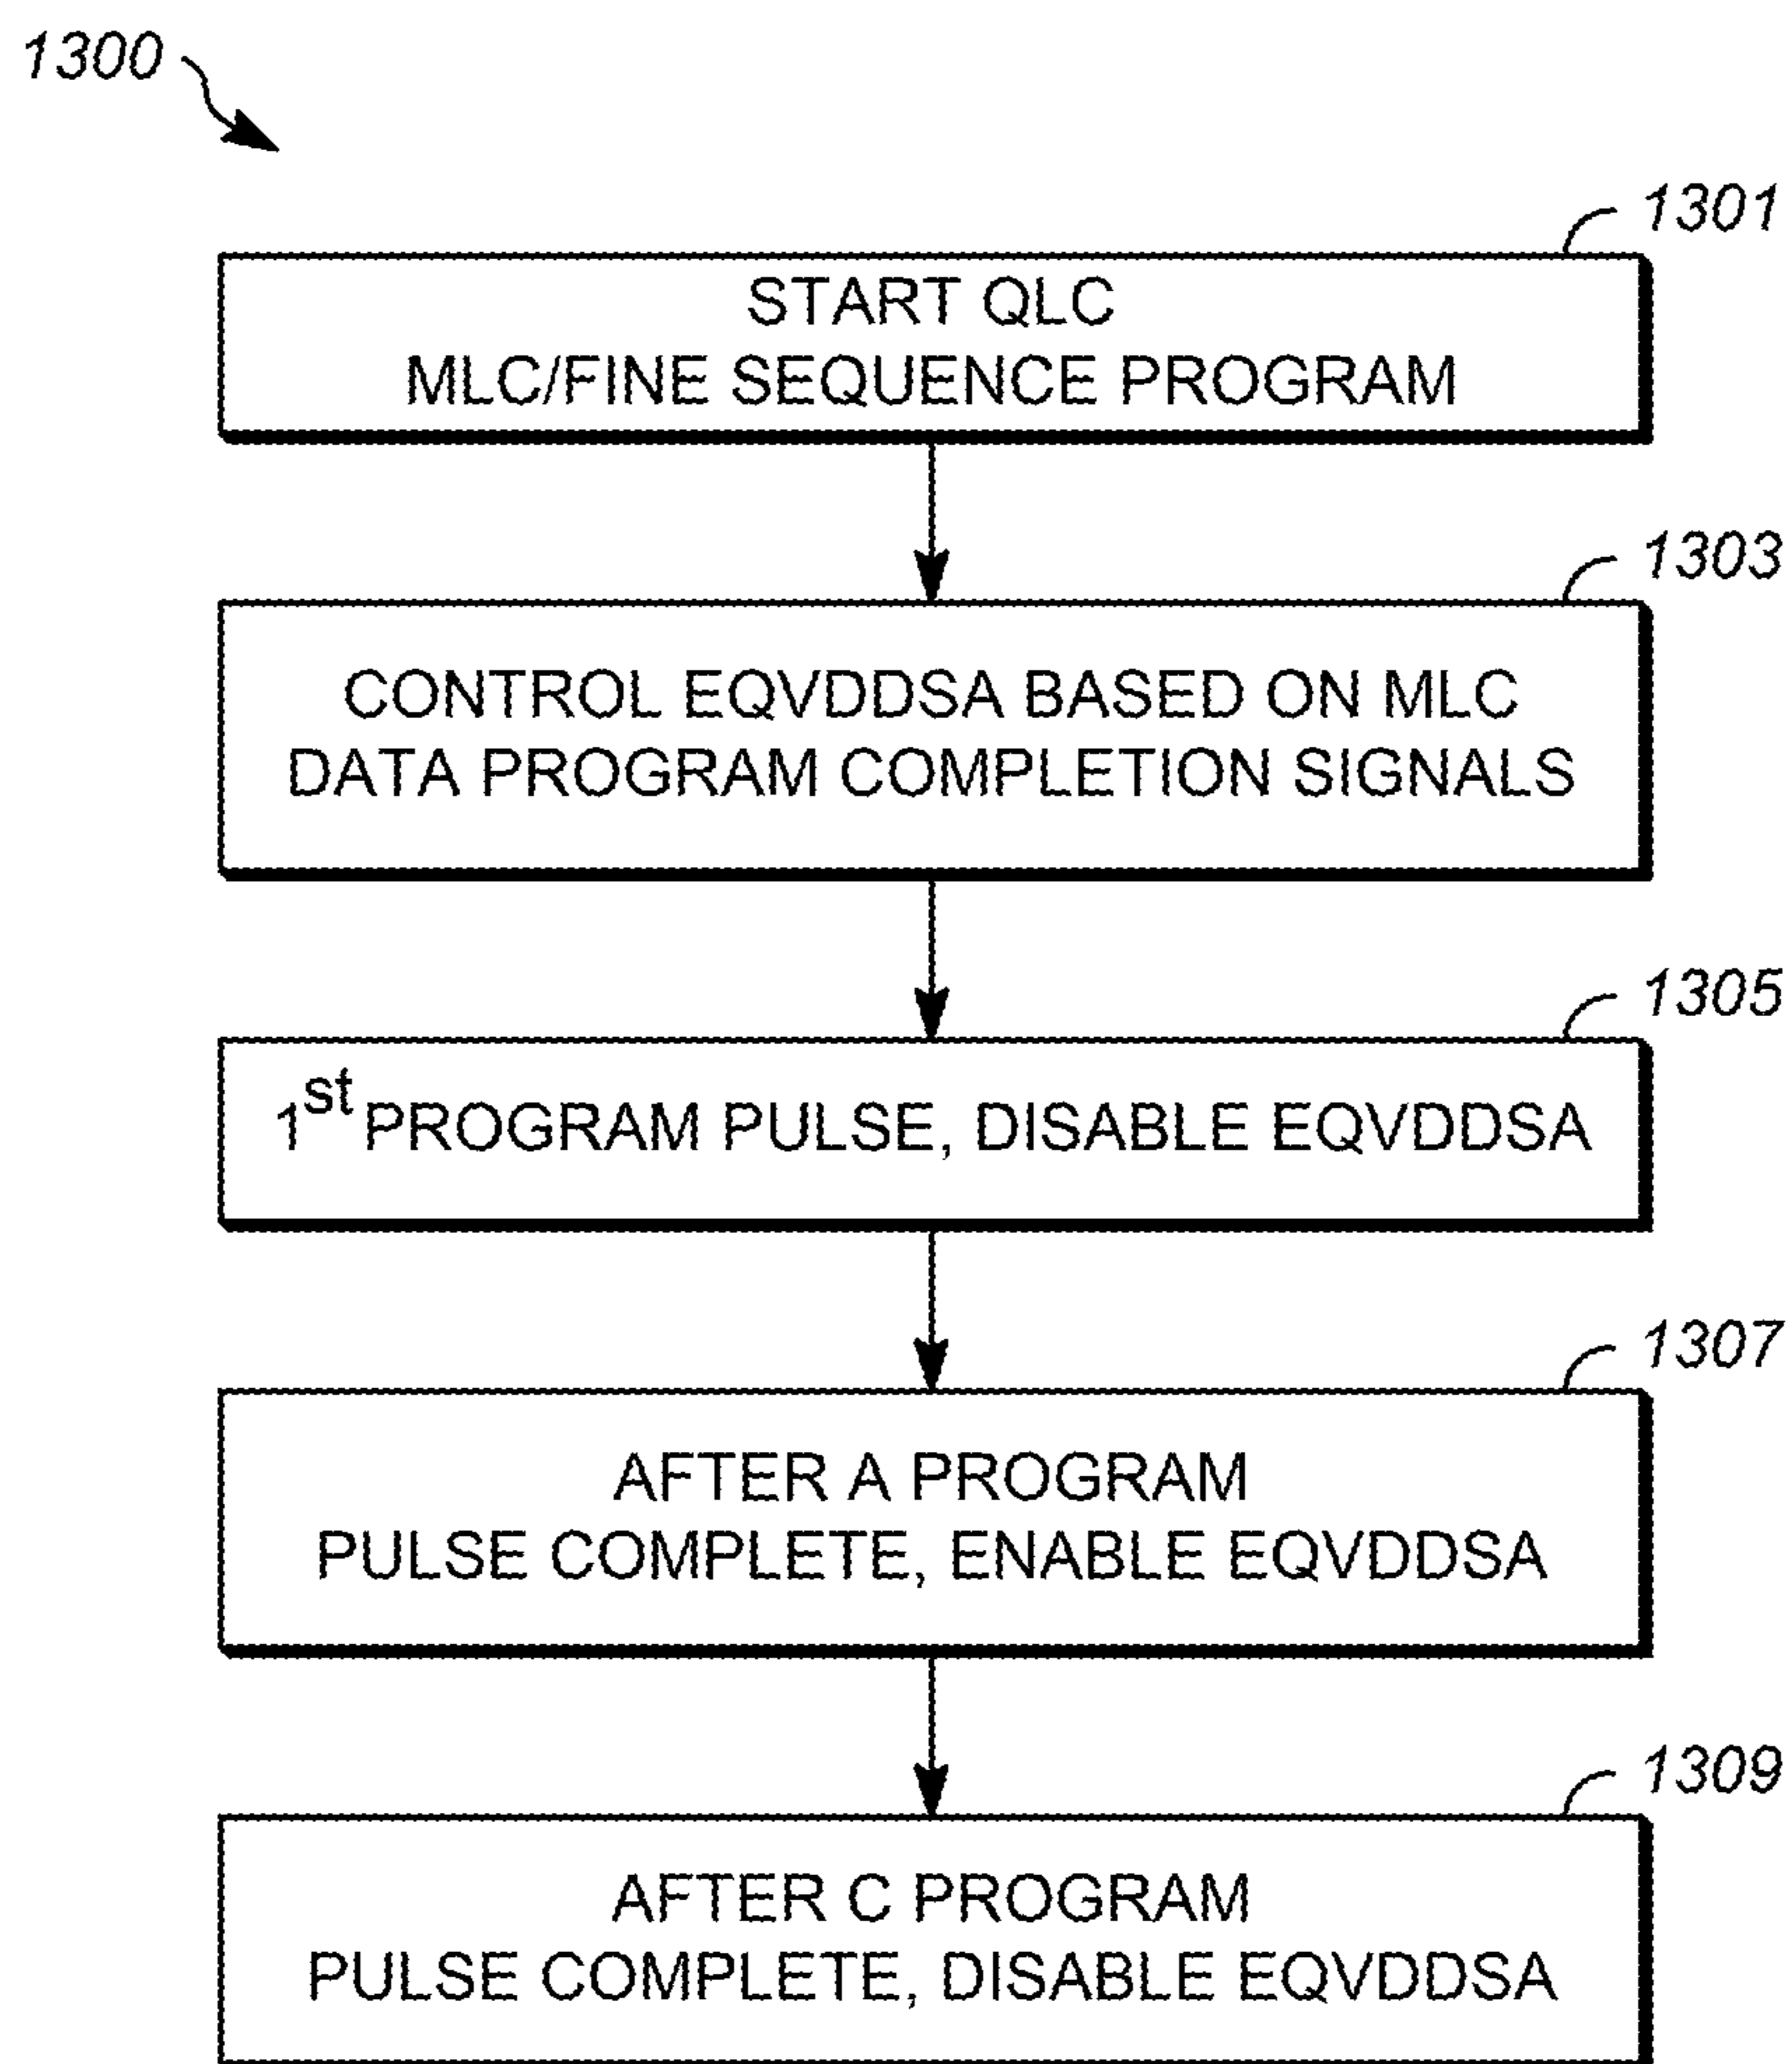 1300
1301
START QLC
MLC/FINE SEQUENCE PROGRAM
1303
CONTROL EQVDDSA BASED ON MLC
DATA PROGRAM COMPLETION SIGNALS
1305
1st PROGRAM PULSE, DISABLE EQVDDSA
1307
AFTER A PROGRAM
PULSE COMPLETE, ENABLE EQVDDSA
1309
AFTER C PROGRAM
PULSE COMPLETE, DISABLE EQVDDSA